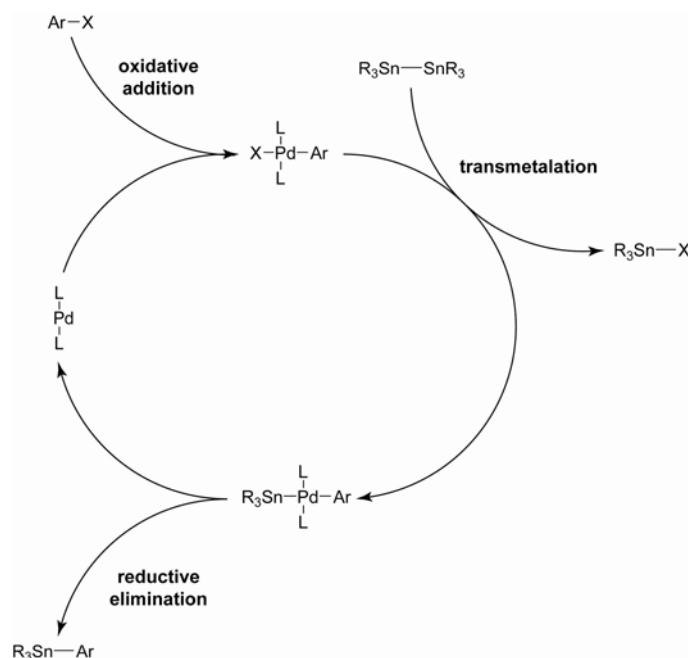 Ar–X
oxidative
addition
R₃Sn—SnR₃
L
X–Pd–Ar
L
transmetalation
R₃Sn—X
L
Pd
L
L
R₃Sn–Pd–Ar
L
reductive
elimination
R₃Sn—Ar